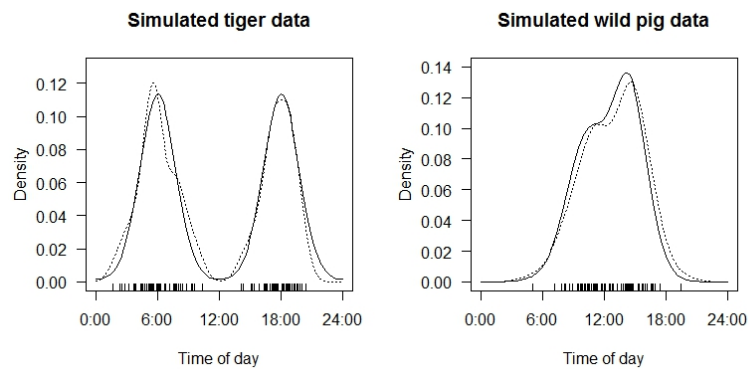 Simulated tiger data
Density
0.12
0.10
0.08
0.06
0.04
0.02
0.00
0:00 6:00 12:00 18:00 24:00
Time of day
Simulated wild pig data
Density
0.14
0.12
0.10
0.08
0.06
0.04
0.02
0.00
0:00 6:00 12:00 18:00 24:00
Time of day